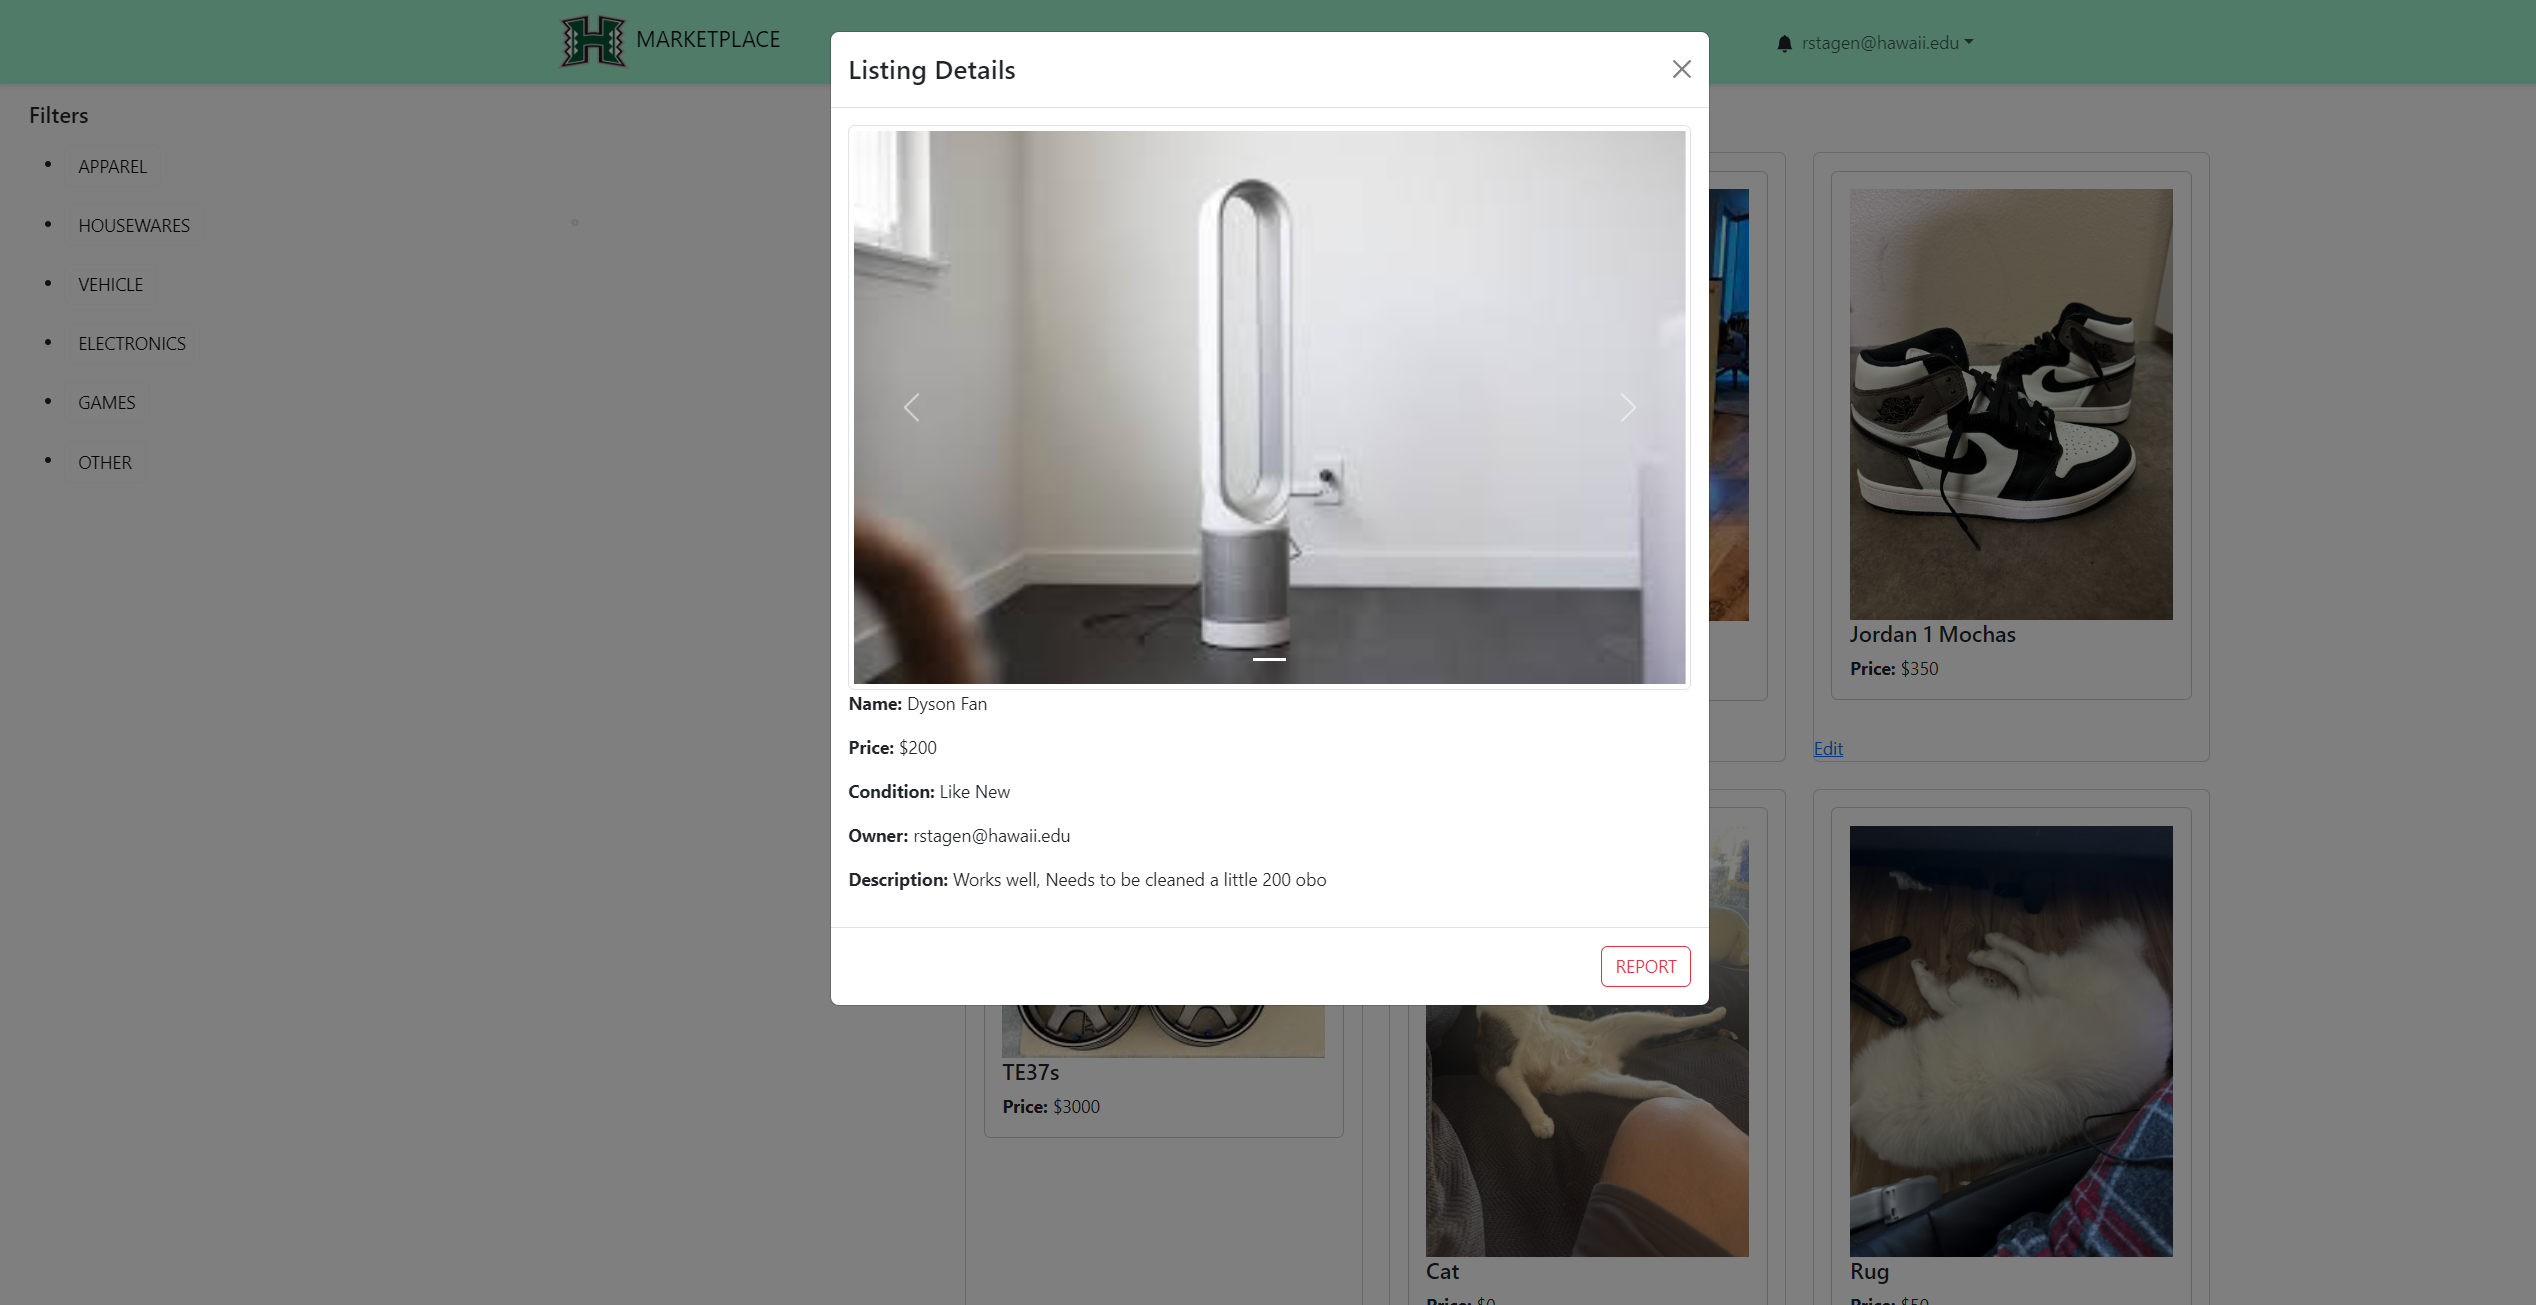 H MARKETPLACE
rstagen@hawaii.edu
Filters
APPAREL
HOUSEWARES
VEHICLE
ELECTRONICS
GAMES
OTHER
Listing Details
Name: Dyson Fan
Price: $200
Condition: Like New
Owner: rstagen@hawaii.edu
Description: Works well, Needs to be cleaned a little 200 obo
REPORT
Jordan 1 Mochas
Price: $350
Edit
TE37s
Price: $3000
Cat
Price: $0
Rug
Price: $50